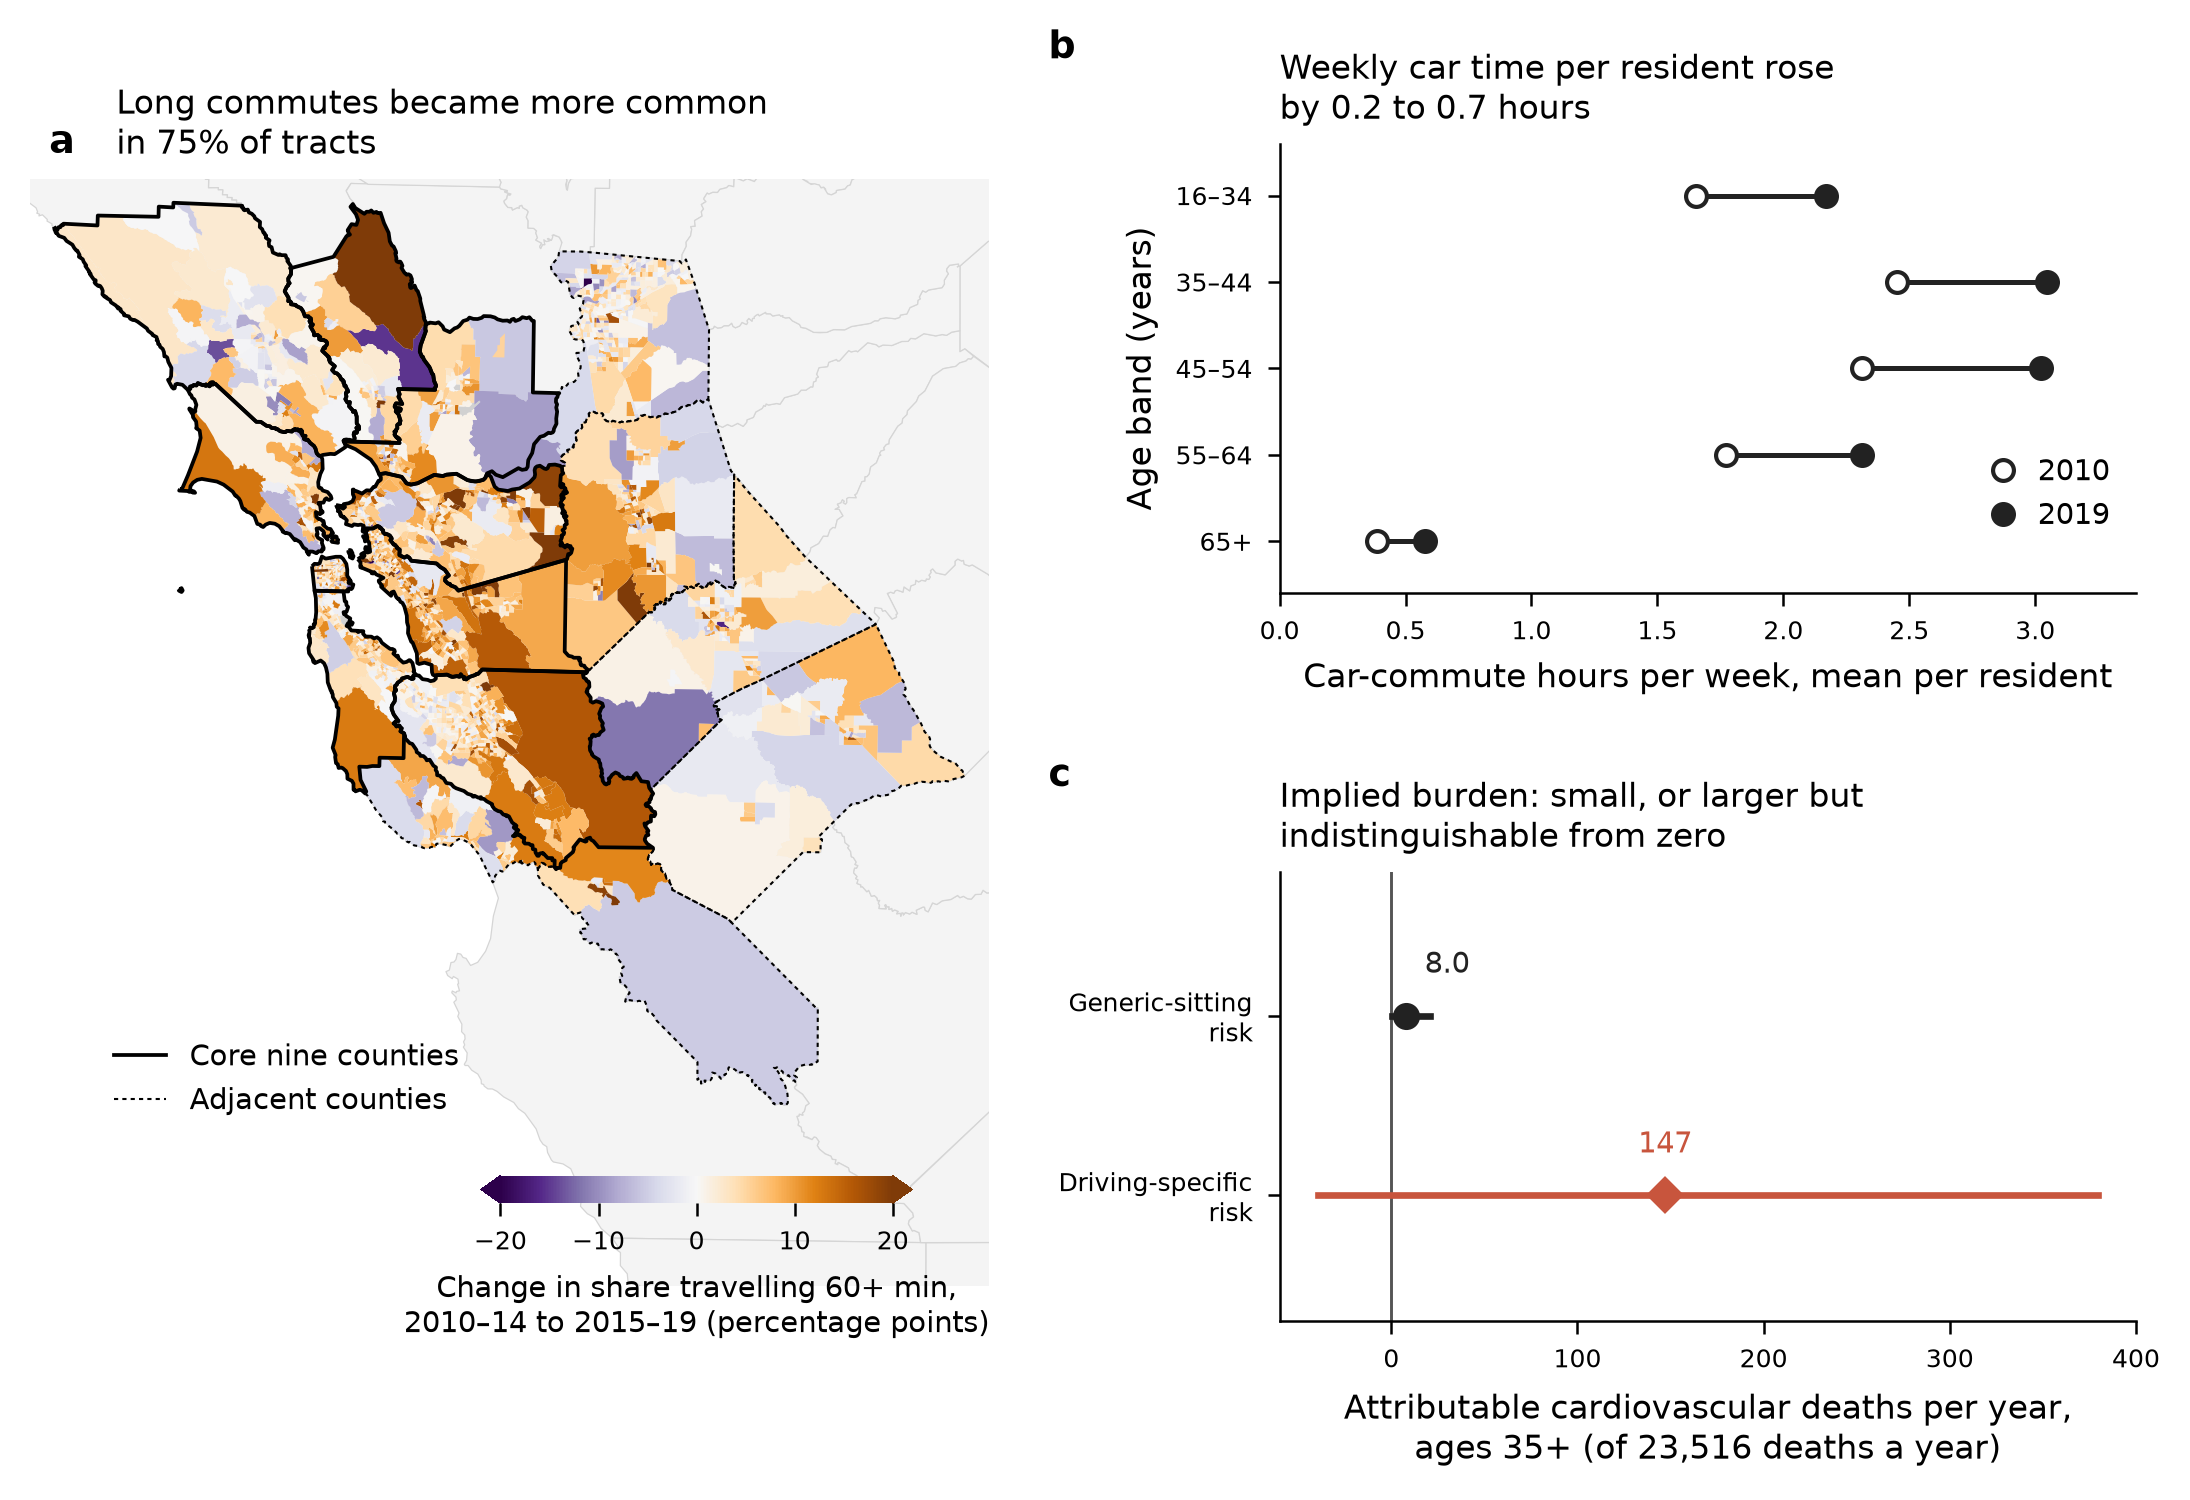 a
Long commutes became more common
in 75% of tracts
Core nine counties
Adjacent counties
−20 −10 0 10 20
Change in share travelling 60+ min,
2010–14 to 2015–19 (percentage points)
b
Weekly car time per resident rose
by 0.2 to 0.7 hours
Age band (years)
16–34
35–44
45–54
55–64
65+
2010
2019
0.0 0.5 1.0 1.5 2.0 2.5 3.0
Car-commute hours per week, mean per resident
c
Implied burden: small, or larger but
indistinguishable from zero
8.0
Generic-sitting
risk
147
Driving-specific
risk
0 100 200 300 400
Attributable cardiovascular deaths per year,
ages 35+ (of 23,516 deaths a year)